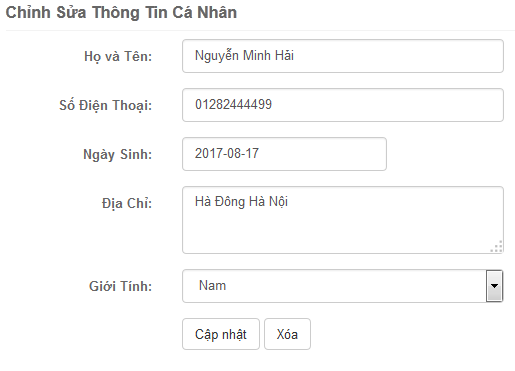 Chỉnh Sửa Thông Tin Cá Nhân
Họ và Tên: Nguyễn Minh Hải
Số Điện Thoại: 01282444499
Ngày Sinh: 2017-08-17
Địa Chỉ: Hà Đông Hà Nội
Giới Tính: Nam
Cập nhật Xóa